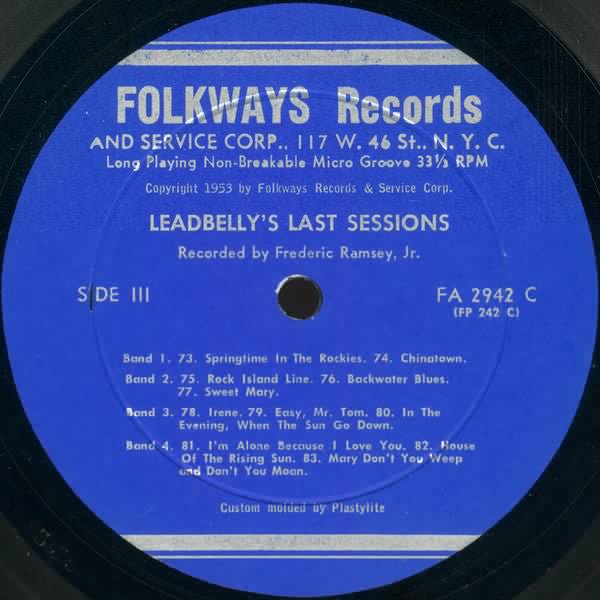 FOLKWAYS Records
AND SERVICE CORP., 117 W. 46 St., N. Y. C.
Long Playing Non-Breakable Micro Groove 33⅓ RPM
Copyright 1953 by Folkways Records & Service Corp.
LEADBELLY'S LAST SESSIONS
Recorded by Frederic Ramsey, Jr.
SIDE III
FA 2942 C
(FP 242 C)
Band 1. 73. Springtime In The Rockies. 74. Chinatown.
Band 2. 75. Rock Island Line. 76. Backwater Blues.
77. Sweet Mary.
Band 3. 78. Irene. 79. Easy, Mr. Tom. 80. In The
Evening, When The Sun Go Down.
Band 4. 81. I'm Alone Because I Love You. 82. House
Of The Rising Sun. 83. Mary Don't You Weep
and Don't You Moan.
Custom molded by Plastylite